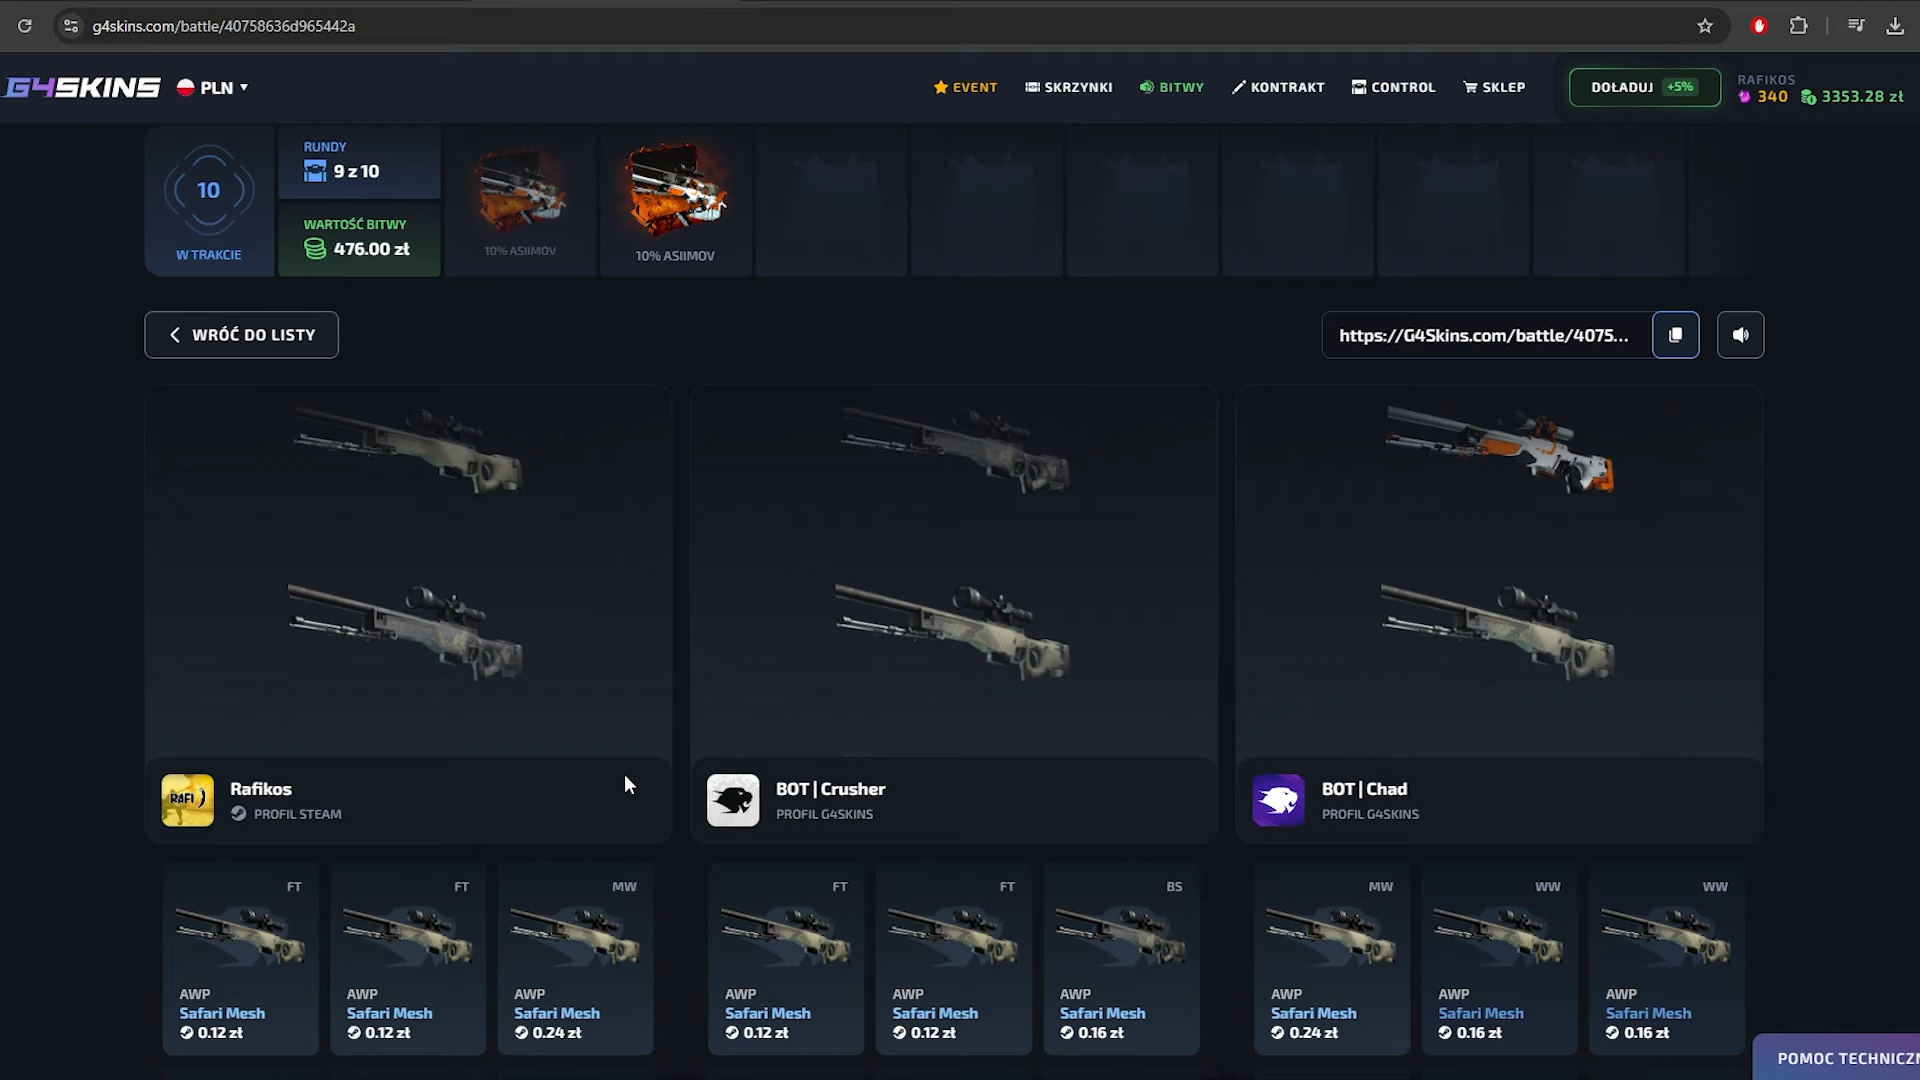 g4skins.com/battle/40758636d965442a
G4SKINS
PLN
EVENT
SKRZYNKI
BITWY
KONTRAKT
CONTROL
SKLEP
DOŁADUJ +5%
RAFIKOS
340 3353.28 zł
10
W TRAKCIE
RUNDY
9 z 10
WARTOŚĆ BITWY
476.00 zł
10% ASIIMOV
10% ASIIMOV
WRÓĆ DO LISTY
https://G4Skins.com/battle/4075...
RAFI
Rafikos
PROFIL STEAM
BOT | Crusher
PROFIL G4SKINS
BOT | Chad
PROFIL G4SKINS
FT
AWP
Safari Mesh
0.12 zł
FT
AWP
Safari Mesh
0.12 zł
MW
AWP
Safari Mesh
0.24 zł
FT
AWP
Safari Mesh
0.12 zł
FT
AWP
Safari Mesh
0.12 zł
BS
AWP
Safari Mesh
0.16 zł
MW
AWP
Safari Mesh
0.24 zł
WW
AWP
Safari Mesh
0.16 zł
WW
AWP
Safari Mesh
0.16 zł
POMOC TECHNICZN